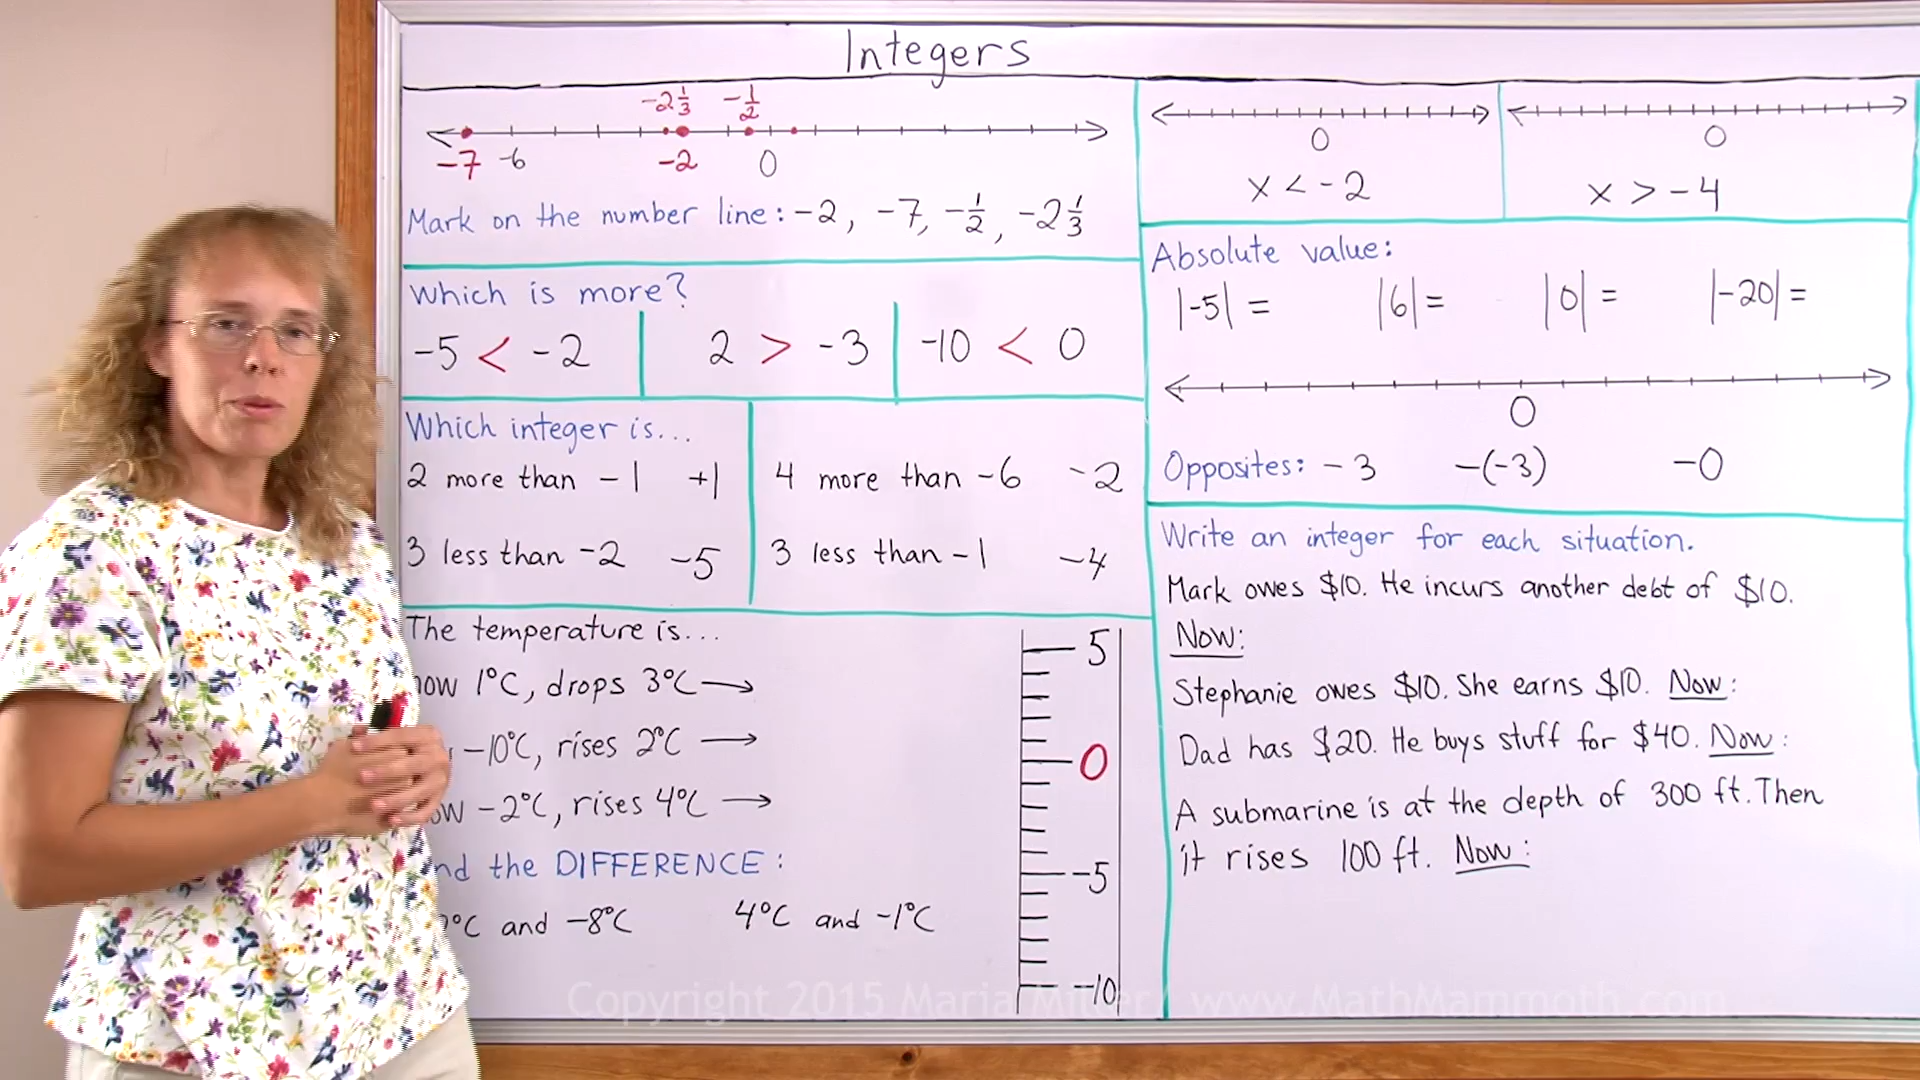 Integers
-2 1/3 -1/2
-7 -6 -2 0
Mark on the number line: -2, -7, -1/2, -2 1/3
Which is more?
-5 < -2
2 > -3
-10 < 0
Which integer is...
2 more than -1 +1
4 more than -6 -2
3 less than -2 -5
3 less than -1 -4
The temperature is...
1°C, drops 3°C →
-10°C, rises 2°C →
-2°C, rises 4°C →
the DIFFERENCE:
°C and -8°C
4°C and -1°C
5
0
-5
-10
0
x < -2
0
x > -4
Absolute value:
|-5| = |6| = |0| = |-20| =
0
Opposites: -3 -(-3) -0
Write an integer for each situation.
Mark owes $10. He incurs another debt of $10.
Now:
Stephanie owes $10. She earns $10. Now:
Dad has $20. He buys stuff for $40. Now:
A submarine is at the depth of 300 ft. Then
it rises 100 ft. Now:
Copyright 2015 Maria Miller / www.MathMammoth.com